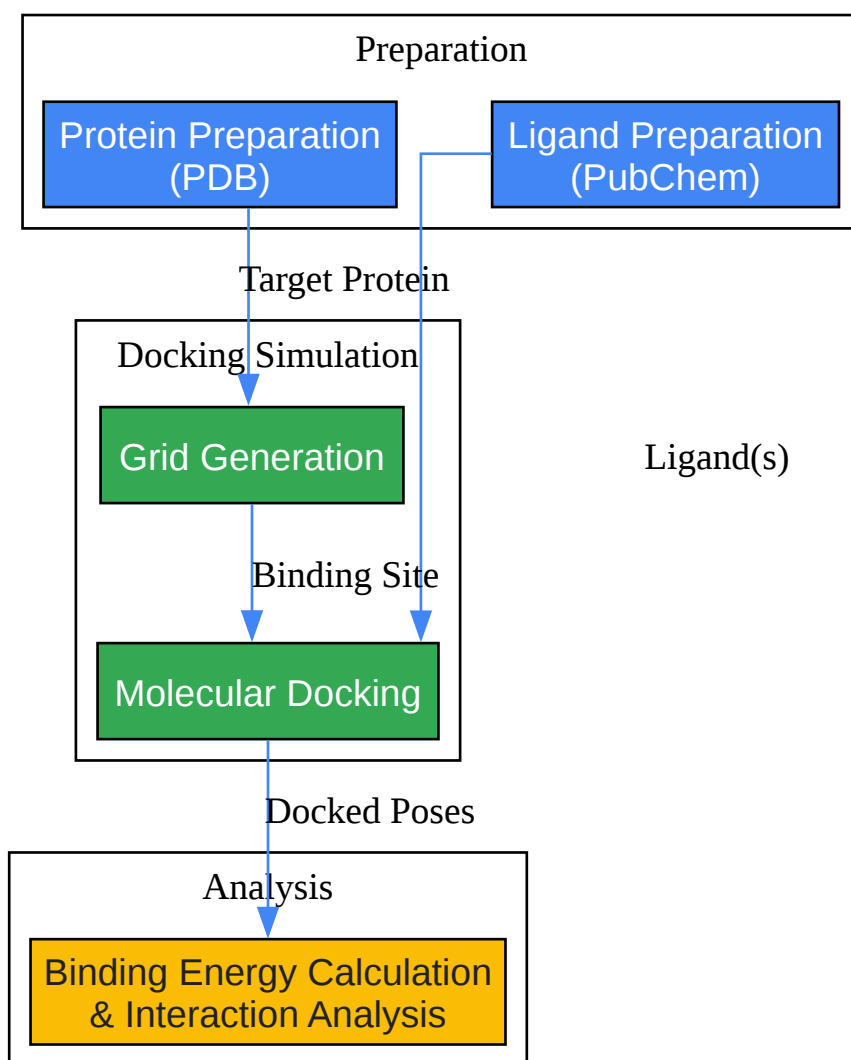 Preparation
Protein Preparation
(PDB)
Ligand Preparation
(PubChem)
Target Protein
Docking Simulation
Grid Generation
Ligand(s)
Binding Site
Molecular Docking
Docked Poses
Analysis
Binding Energy Calculation
& Interaction Analysis